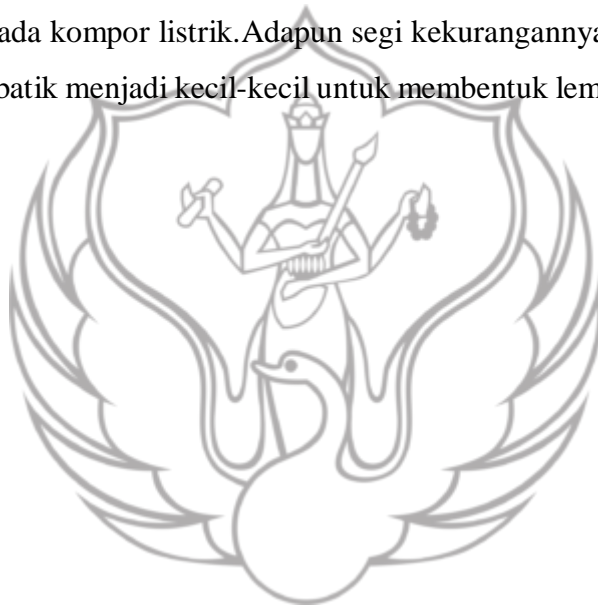 ada kompor listrik.Adapun segi kekurangannya
batik menjadi kecil-kecil untuk membentuk lem